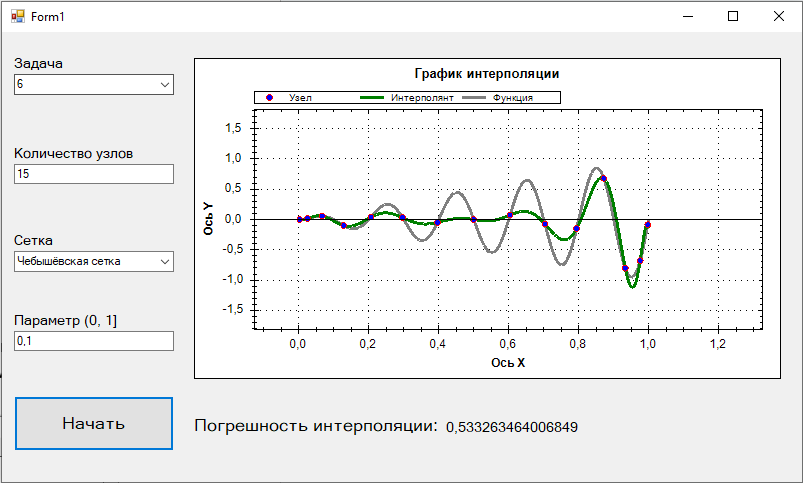 Form1
Задача
6
Количество узлов
15
Сетка
Чебышёвская сетка
Параметр (0, 1]
0,1
Начать
График интерполяции
Узел Интерполянт Функция
Ось Y
1,5
1,0
0,5
0,0
-0,5
-1,0
-1,5
0,0 0,2 0,4 0,6 0,8 1,0 1,2
Ось X
Погрешность интерполяции: 0,533263464006849